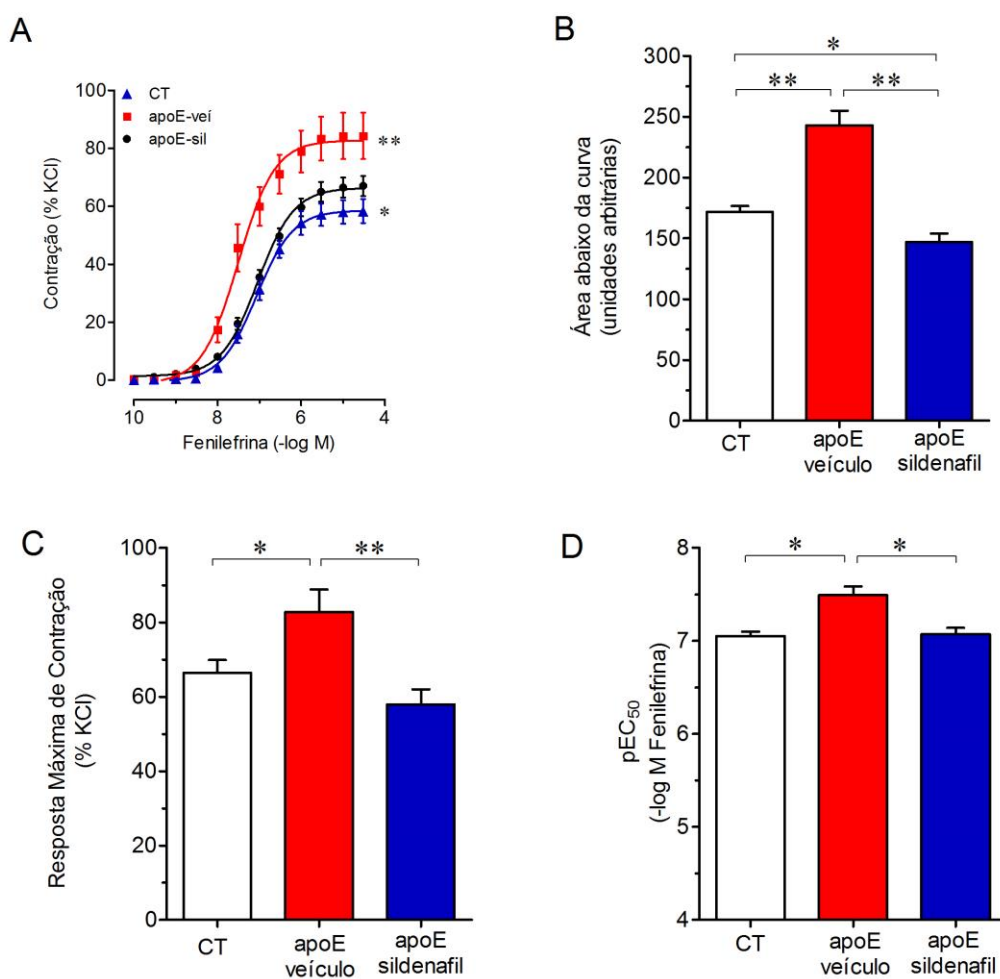 A
Contração (% KCl)
100
80
60
40
20
0
CT
apoE-veí
apoE-sil
**
*
10
8
6
4
Fenilefrina (-log M)
B
Área abaixo da curva
(unidades arbitrárias)
300
250
200
150
100
50
0
*
**
**
CT
apoE
veículo
apoE
sildenafil
C
Resposta Máxima de Contração
(% KCl)
100
80
60
40
20
0
*
**
CT
apoE
veículo
apoE
sildenafil
D
pEC50
(-log M Fenilefrina)
8
7
6
5
4
*
*
CT
apoE
veículo
apoE
sildenafil